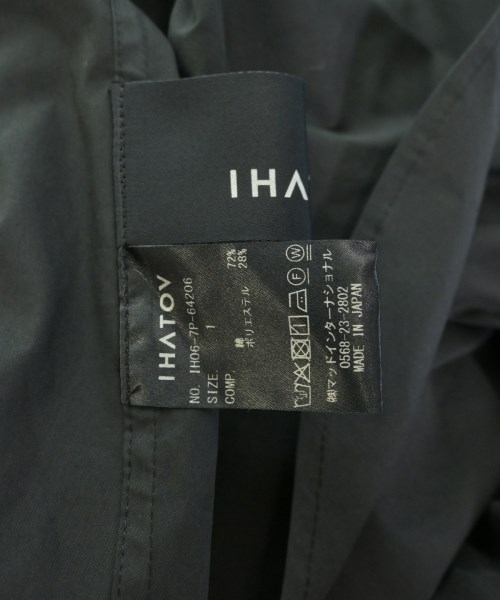 IHA
IHATOV
NO. IH06-7P-64206
SIZE. 1
COMP.
綿 72%
ポリエステル 28%
F W
㈱マッドインターナショナル
0568-23-2802
MADE IN JAPAN